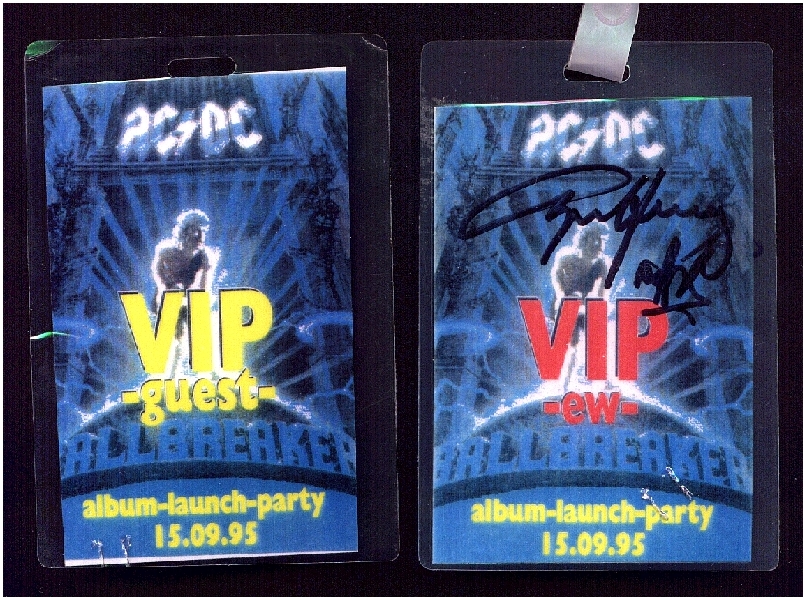 AC⚡DC
VIP
-guest-
BALLBREAKER
album-launch-party
15.09.95
AC⚡DC
VIP
-ew-
BALLBREAKER
album-launch-party
15.09.95